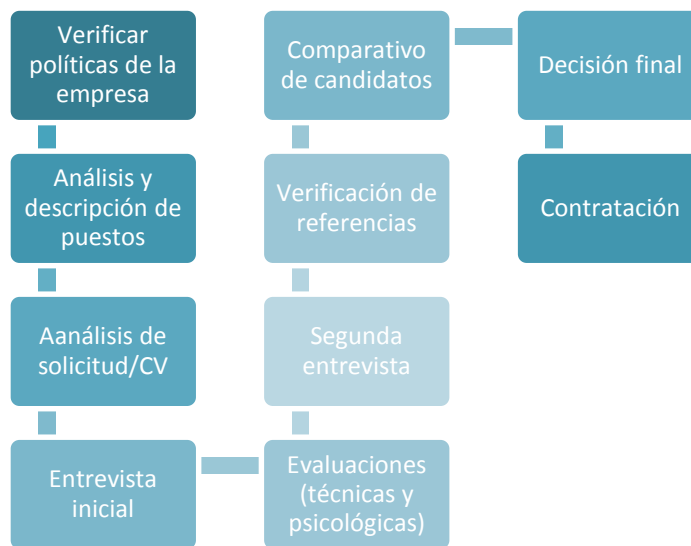 Verificar
políticas de la
empresa
Análisis y
descripción de
puestos
Aanálisis de
solicitud/CV
Entrevista
inicial
Evaluaciones
(técnicas y
psicológicas)
Segunda
entrevista
Verificación de
referencias
Comparativo
de candidatos
Decisión final
Contratación